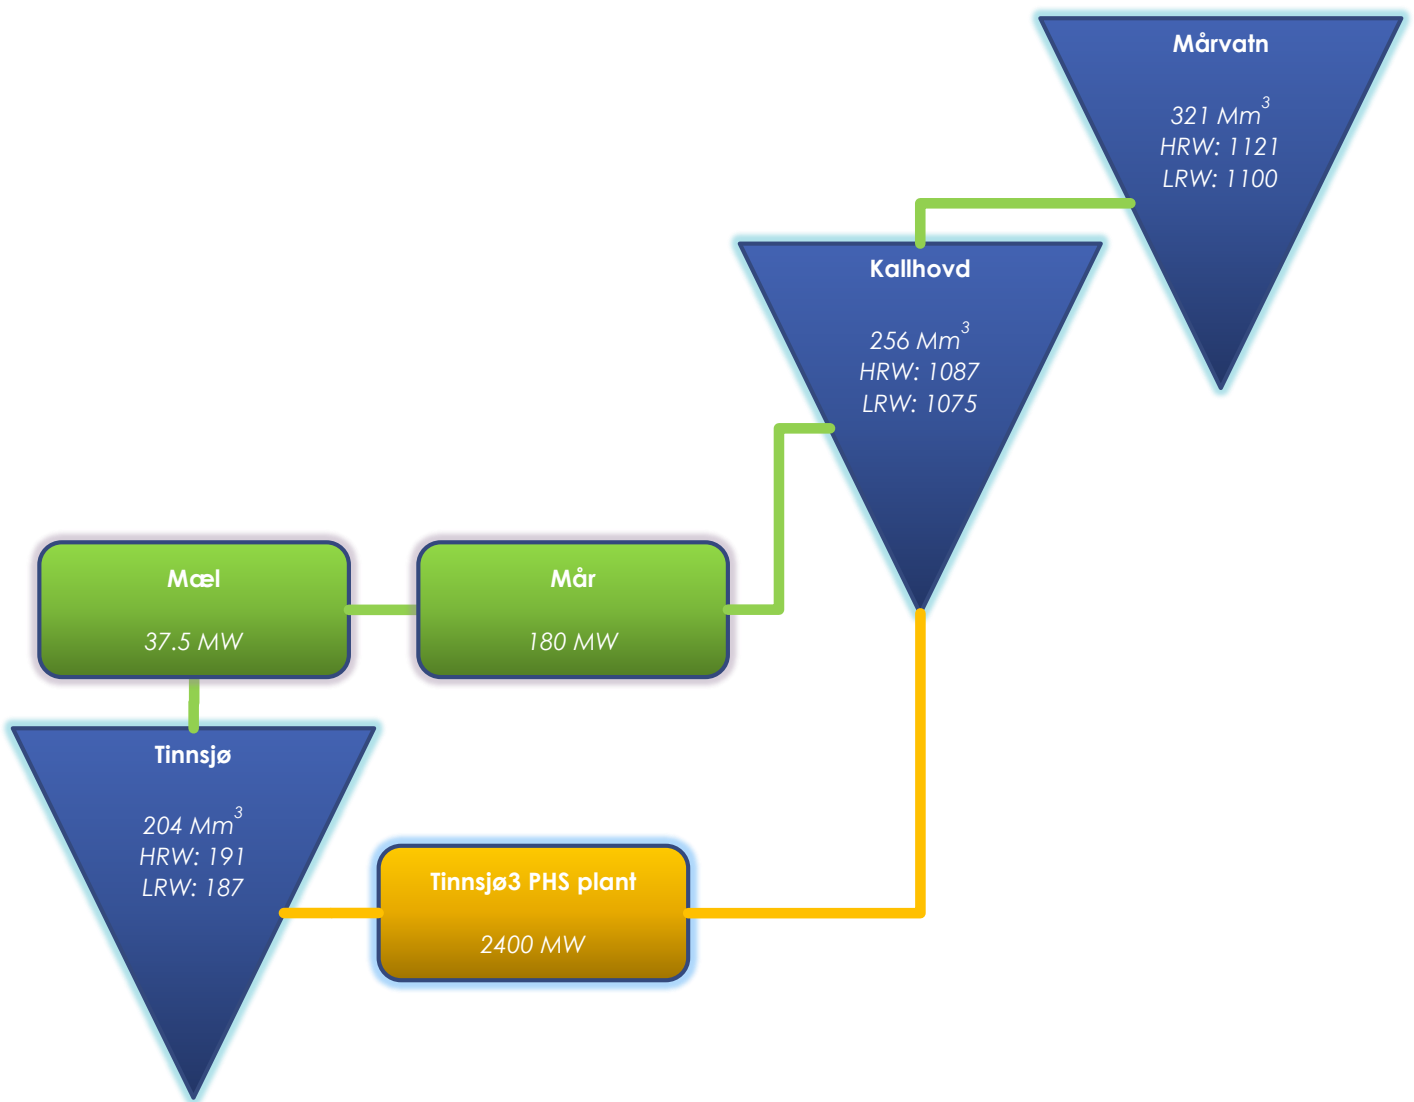 Mårvatn
321 Mm³
HRW: 1121
LRW: 1100
Kallhovd
256 Mm³
HRW: 1087
LRW: 1075
Mæl
37.5 MW
Mår
180 MW
Tinnsjø
204 Mm³
HRW: 191
LRW: 187
Tinnsjø3 PHS plant
2400 MW